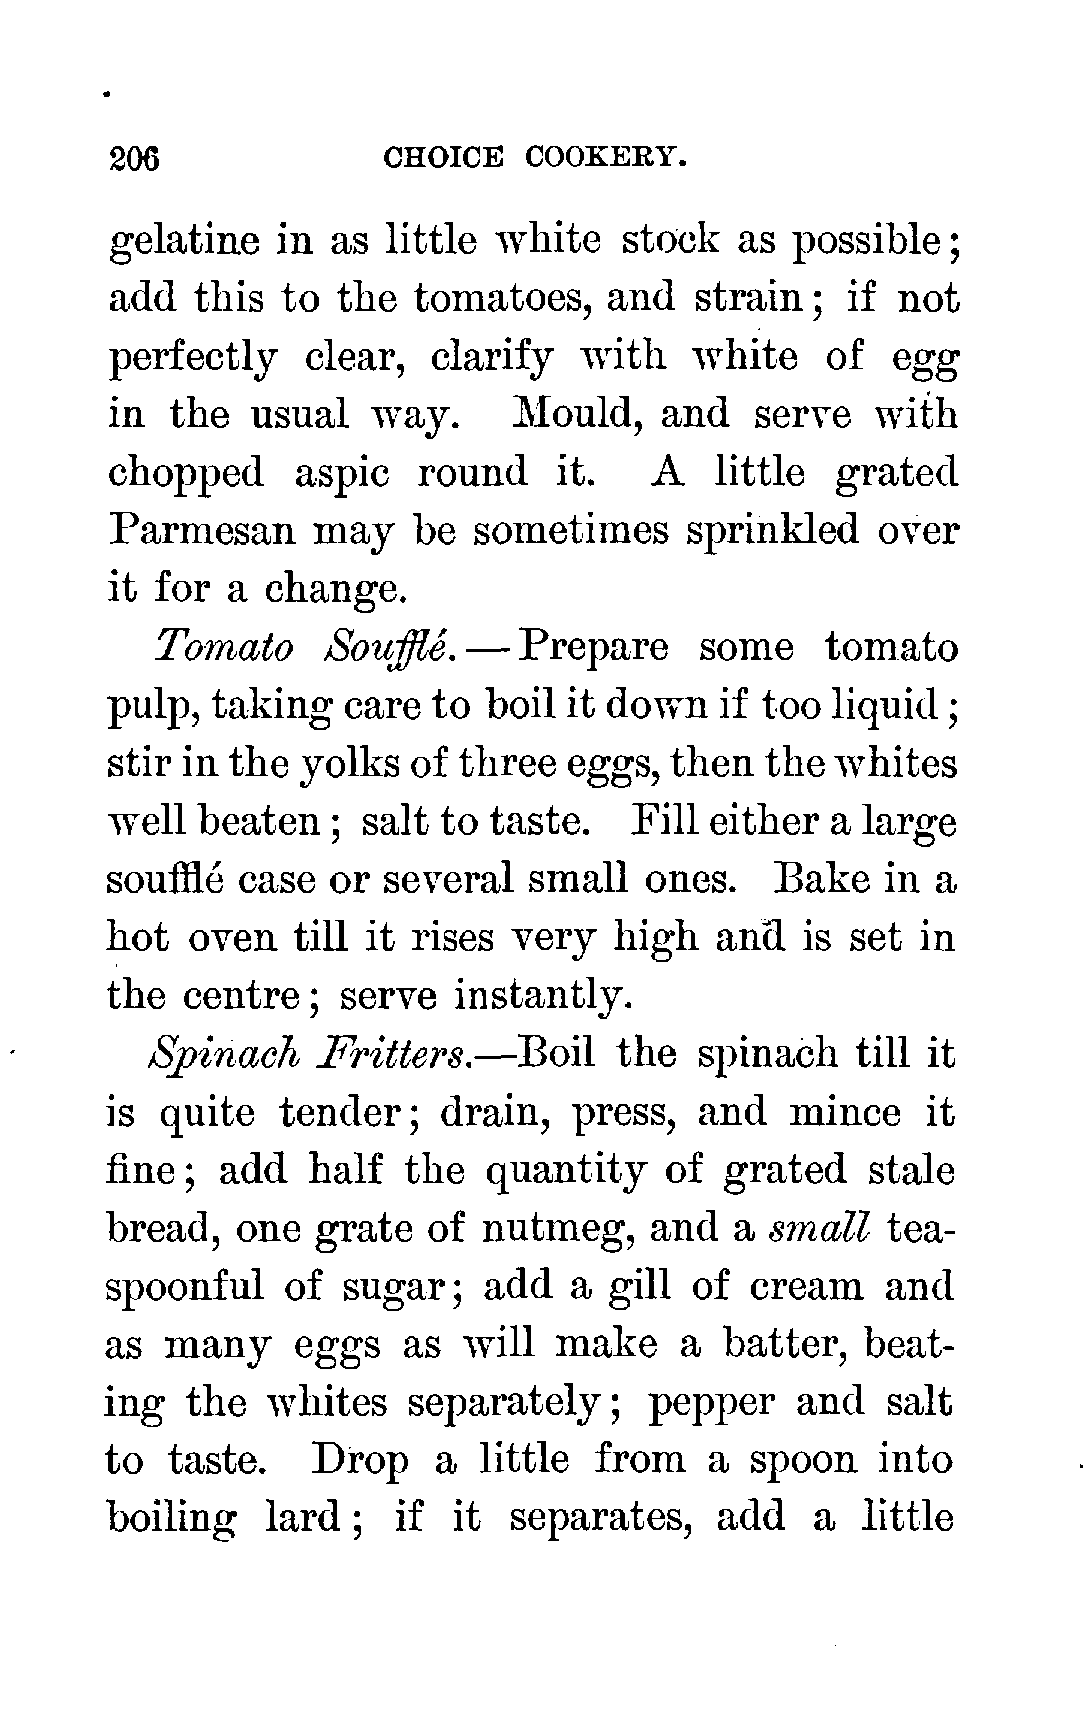 206 CHOICE COOKERY.
gelatine in as little white stock as possible;
add this to the tomatoes, and strain; if not
perfectly clear, clarify with white of egg
in the usual way. Mould, and serve with
chopped aspic round it. A little grated
Parmesan may be sometimes sprinkled over
it for a change.
Tomato Soufflé.—Prepare some tomato
pulp, taking care to boil it down if too liquid;
stir in the yolks of three eggs, then the whites
well beaten; salt to taste. Fill either a large
soufflé case or several small ones. Bake in a
hot oven till it rises very high and is set in
the centre; serve instantly.
Spinach Fritters.—Boil the spinach till it
is quite tender; drain, press, and mince it
fine; add half the quantity of grated stale
bread, one grate of nutmeg, and a small tea-
spoonful of sugar; add a gill of cream and
as many eggs as will make a batter, beat-
ing the whites separately; pepper and salt
to taste. Drop a little from a spoon into
boiling lard; if it separates, add a little